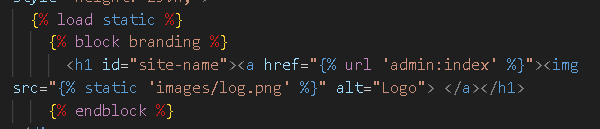 {% load static %}
{% block branding %}
<h1 id="site-name"><a href="{% url 'admin:index' %}"><img
src="{% static 'images/log.png' %}" alt="Logo"> </a></h1>
{% endblock %}